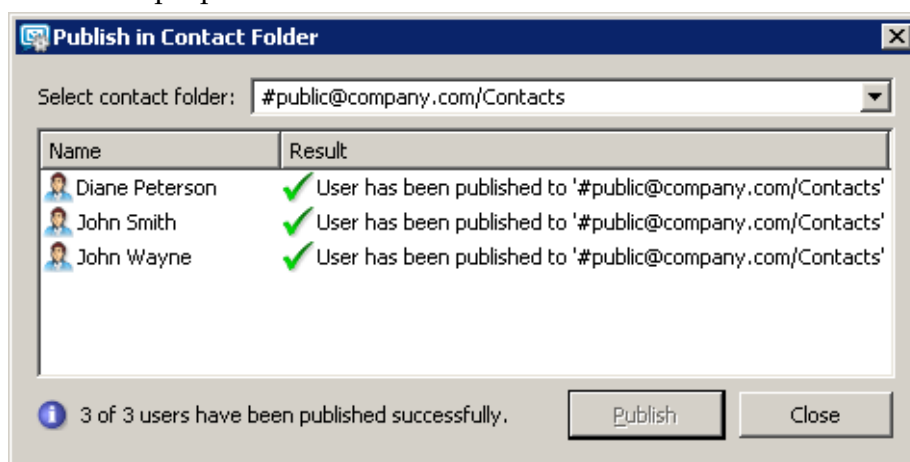 Publish in Contact Folder
Select contact folder: #public@company.com/Contacts
Name Result
Diane Peterson User has been published to '#public@company.com/Contacts'
John Smith User has been published to '#public@company.com/Contacts'
John Wayne User has been published to '#public@company.com/Contacts'
3 of 3 users have been published successfully. Publish Close